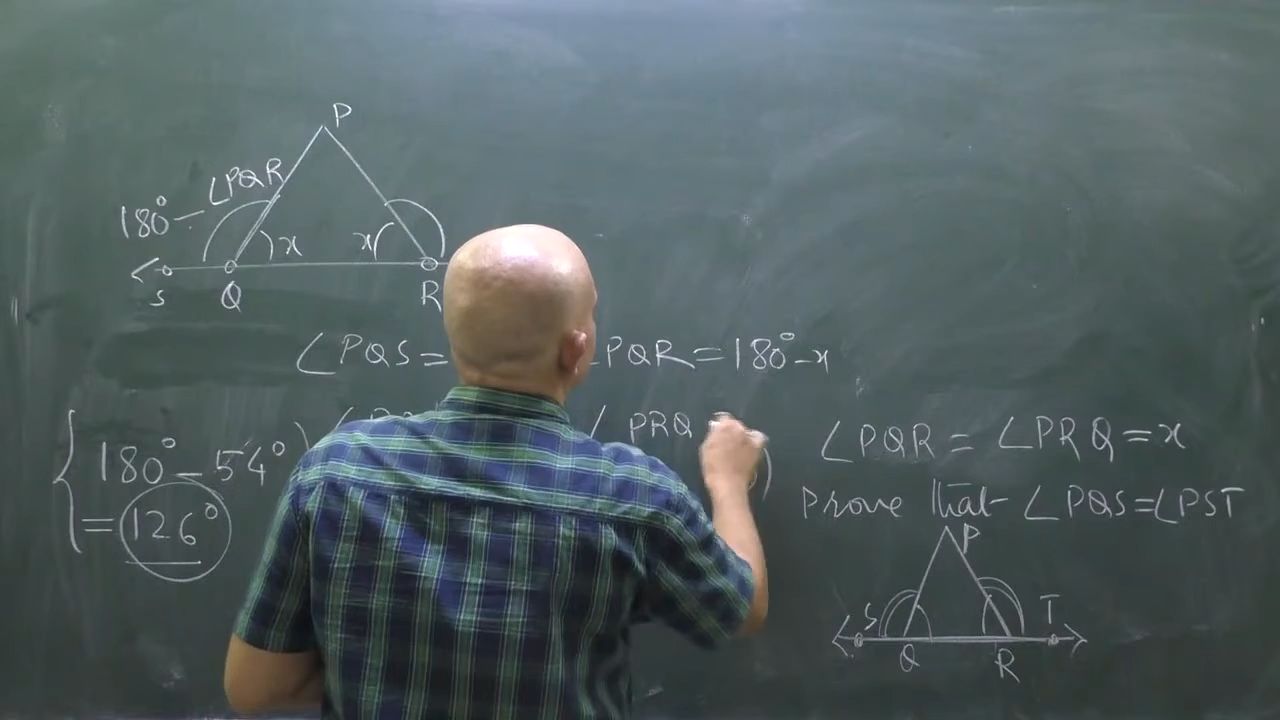 P
∠PQR
180° –
x x
S Q R
∠PQS = PQR = 180° – x
∠ PRQ
180° – 54°
= 126°
∠PQR = ∠PRQ = x
Prove that ∠PQS = ∠PST
P
S T
Q R